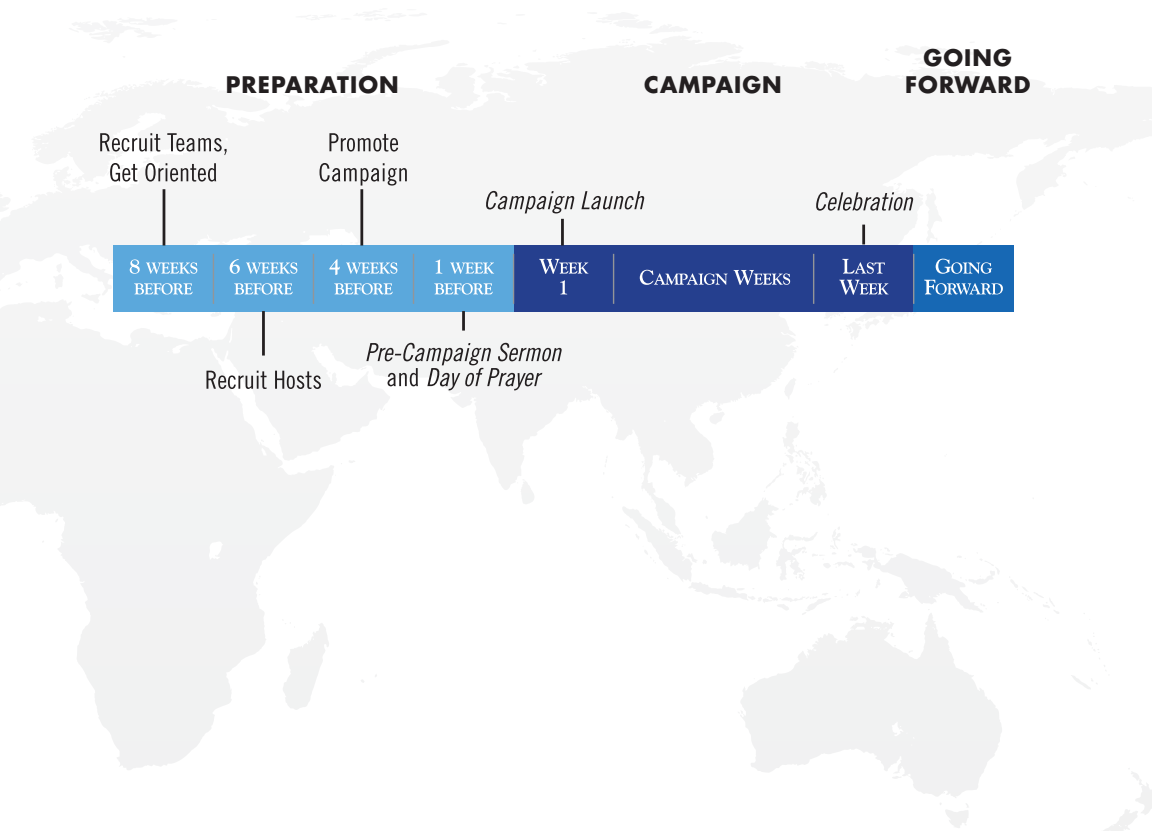 PREPARATION
CAMPAIGN
GOING
FORWARD
Recruit Teams,
Get Oriented
Promote
Campaign
Campaign Launch
Celebration
8 WEEKS
BEFORE
6 WEEKS
BEFORE
4 WEEKS
BEFORE
1 WEEK
BEFORE
WEEK
1
CAMPAIGN WEEKS
LAST
WEEK
GOING
FORWARD
Recruit Hosts
Pre-Campaign Sermon
and Day of Prayer